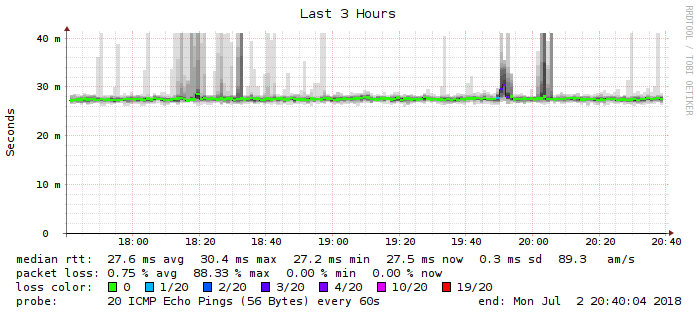 Last 3 Hours
RRDTOOL / TOBI OETIKER
Seconds
40 m
30 m
20 m
10 m
0
18:00 18:20 18:40 19:00 19:20 19:40 20:00 20:20 20:40
median rtt: 27.6 ms avg 30.4 ms max 27.2 ms min 27.5 ms now 0.3 ms sd 89.3 am/s
packet loss: 0.75 % avg 88.33 % max 0.00 % min 0.00 % now
loss color: 0 1/20 2/20 3/20 4/20 10/20 19/20
probe: 20 ICMP Echo Pings (56 Bytes) every 60s end: Mon Jul 2 20:40:04 2018